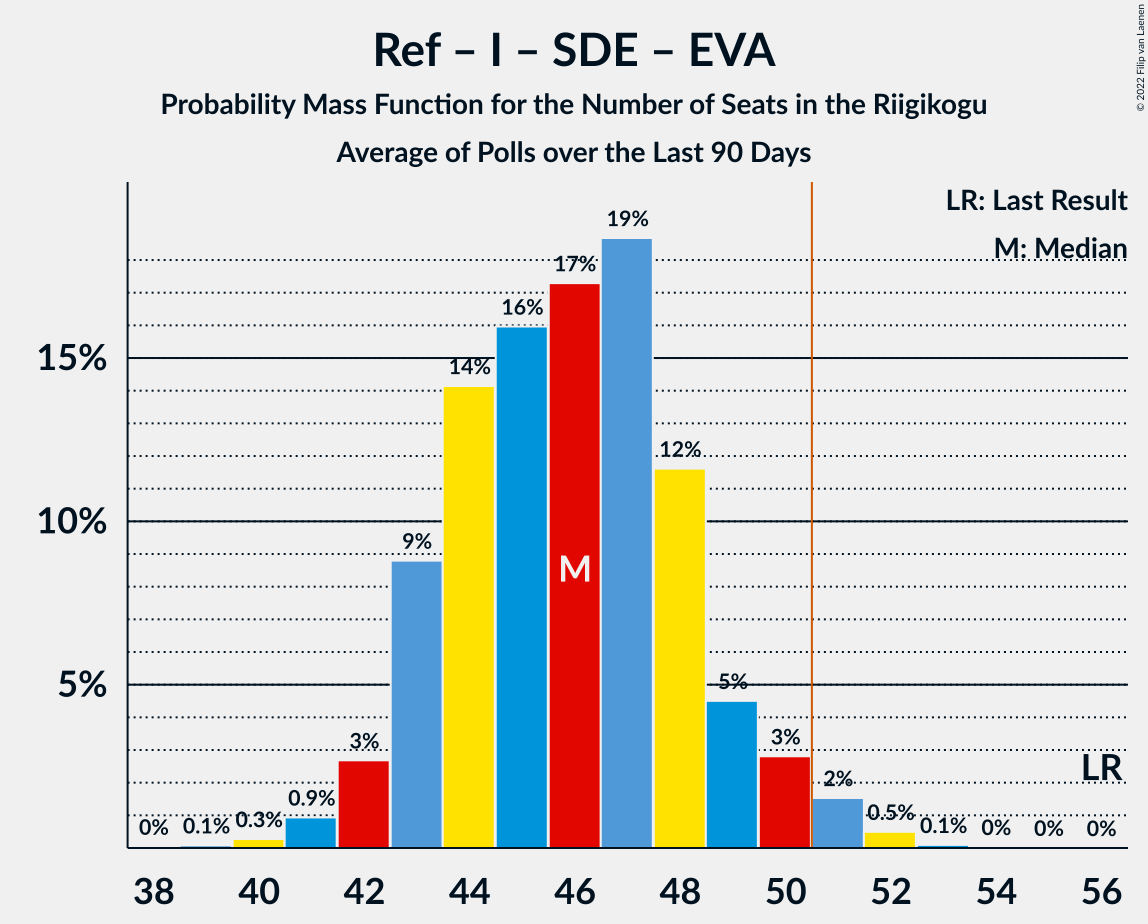 Ref – I – SDE – EVA
Probability Mass Function for the Number of Seats in the Riigikogu
Average of Polls over the Last 90 Days
© 2022 Filip van Laenen
LR: Last Result
M: Median
15%
10%
5%
0%
0.1%
0.3%
0.9%
3%
9%
14%
16%
17%
19%
12%
5%
3%
2%
0.5%
0.1%
0%
0%
0%
M
LR
38 40 42 44 46 48 50 52 54 56